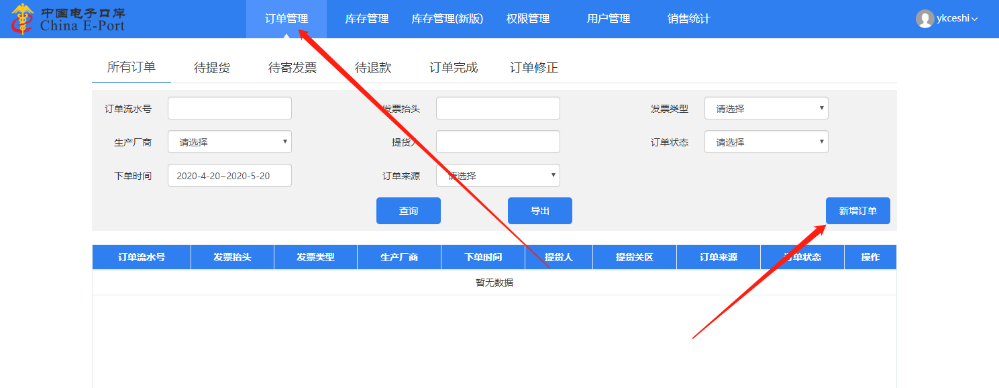 中国电子口岸
China E-Port
订单管理 库存管理 库存管理(新版) 权限管理 用户管理 销售统计 ykceshi
所有订单 待提货 待寄发票 待退款 订单完成 订单修正
订单流水号 发票抬头 发票类型 请选择
生产厂商 请选择 提货人 订单状态 请选择
下单时间 2020-4-20~2020-5-20 订单来源 请选择
查询 导出 新增订单
订单流水号 发票抬头 发票类型 生产厂商 下单时间 提货人 提货关区 订单来源 订单状态 操作
暂无数据